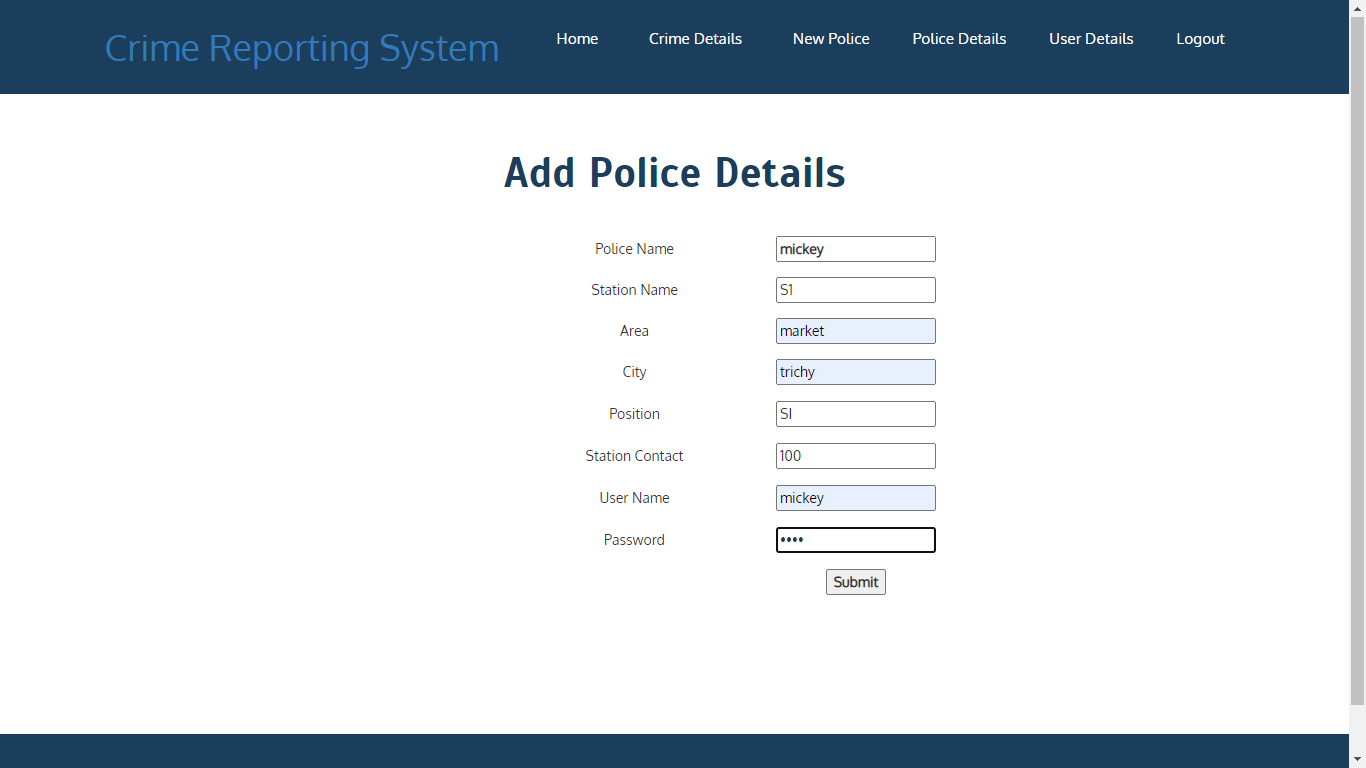 Crime Reporting System Home Crime Details New Police Police Details User Details Logout
Add Police Details
Police Name mickey
Station Name S1
Area market
City trichy
Position SI
Station Contact 100
User Name mickey
Password ••••
Submit